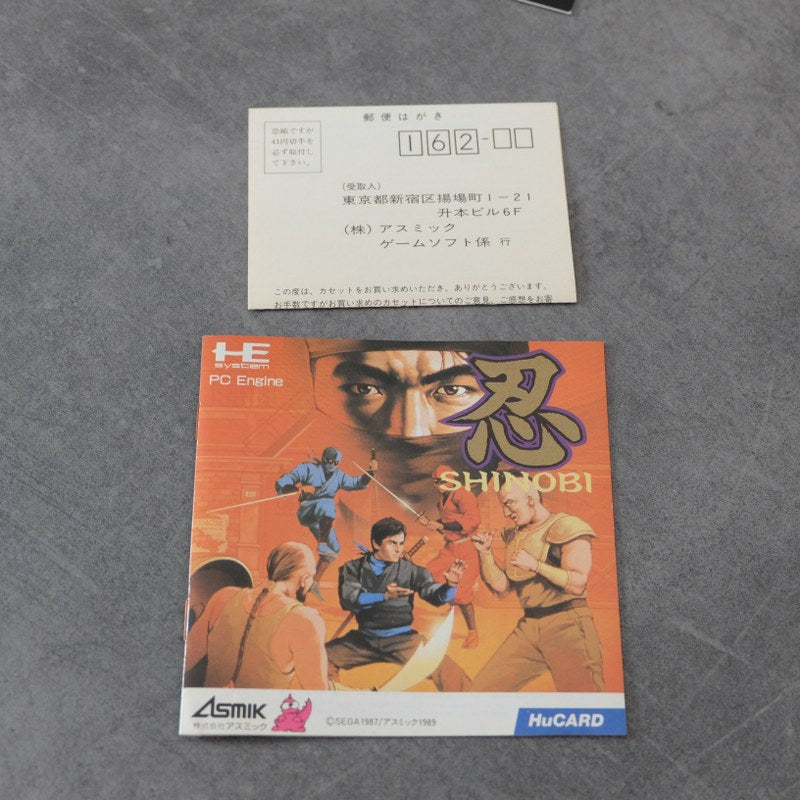 郵便はがき
恐縮ですが
41円切手を
必ず貼付し
て下さい。
162-
(受取人)
東京都新宿区揚場町1-21
升本ビル6F
(株)アスミック
ゲームソフト係 行
この度は、カセットをお買い求めいただき、ありがとうございます。
お手数ですがお買い求めのカセットについてのご意見、ご感想をお寄
HE
system
PC Engine
忍
SHINOBI
ASMIK
株式会社アスミック
©SEGA 1987/アスミック1989
HuCARD